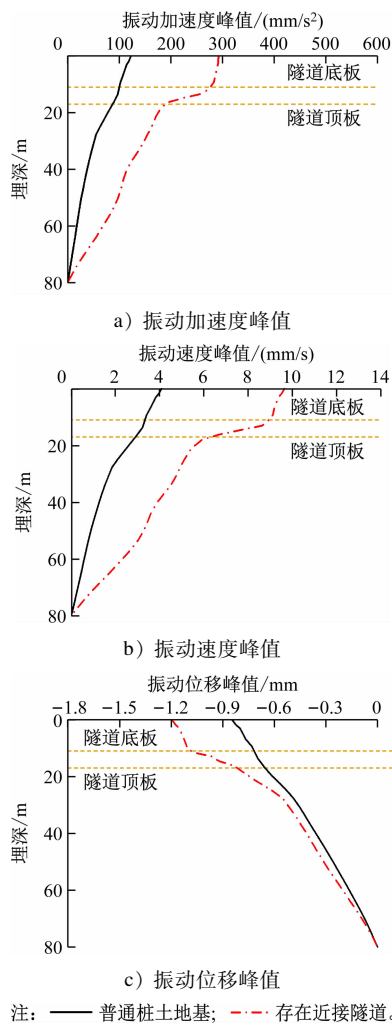 振动加速度峰值/(mm/s²)
0 100 200 300 400 500 600
隧道底板
隧道顶板
20
40
60
80
埋深/m
a）振动加速度峰值
振动速度峰值/(mm/s)
0 2 4 6 8 10 12 14
隧道底板
隧道顶板
20
40
60
80
埋深/m
b）振动速度峰值
振动位移峰值/mm
−1.8 −1.5 −1.2 −0.9 −0.6 −0.3 0
0
隧道底板
隧道顶板
20
40
60
80
埋深/m
c）振动位移峰值
注： 普通桩土地基; 存在近接隧道。